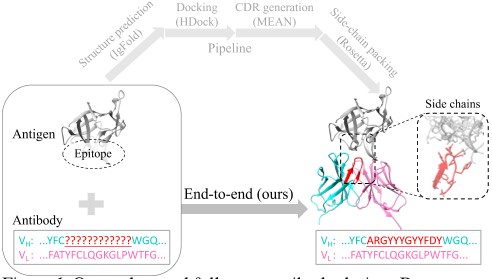 Structure prediction
(IgFold)
Docking
(HDock)
CDR generation
(MEAN)
Side-chain packing
(Rosetta)
Pipeline
Antigen
Epitope
Side chains
End-to-end (ours)
Antibody
VH: ...YFC????????????WGQ...
VL: ...FATYFCLQGKGLPWTFG...
VH: ...YFCARGYYYGYYFDYWGQ...
VL: ...FATYFCLQGKGLPWTFG...